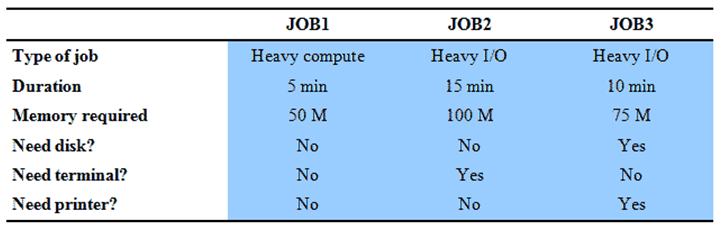 JOB1 JOB2 JOB3
Type of job Heavy compute Heavy I/O Heavy I/O
Duration 5 min 15 min 10 min
Memory required 50 M 100 M 75 M
Need disk? No No Yes
Need terminal? No Yes No
Need printer? No No Yes